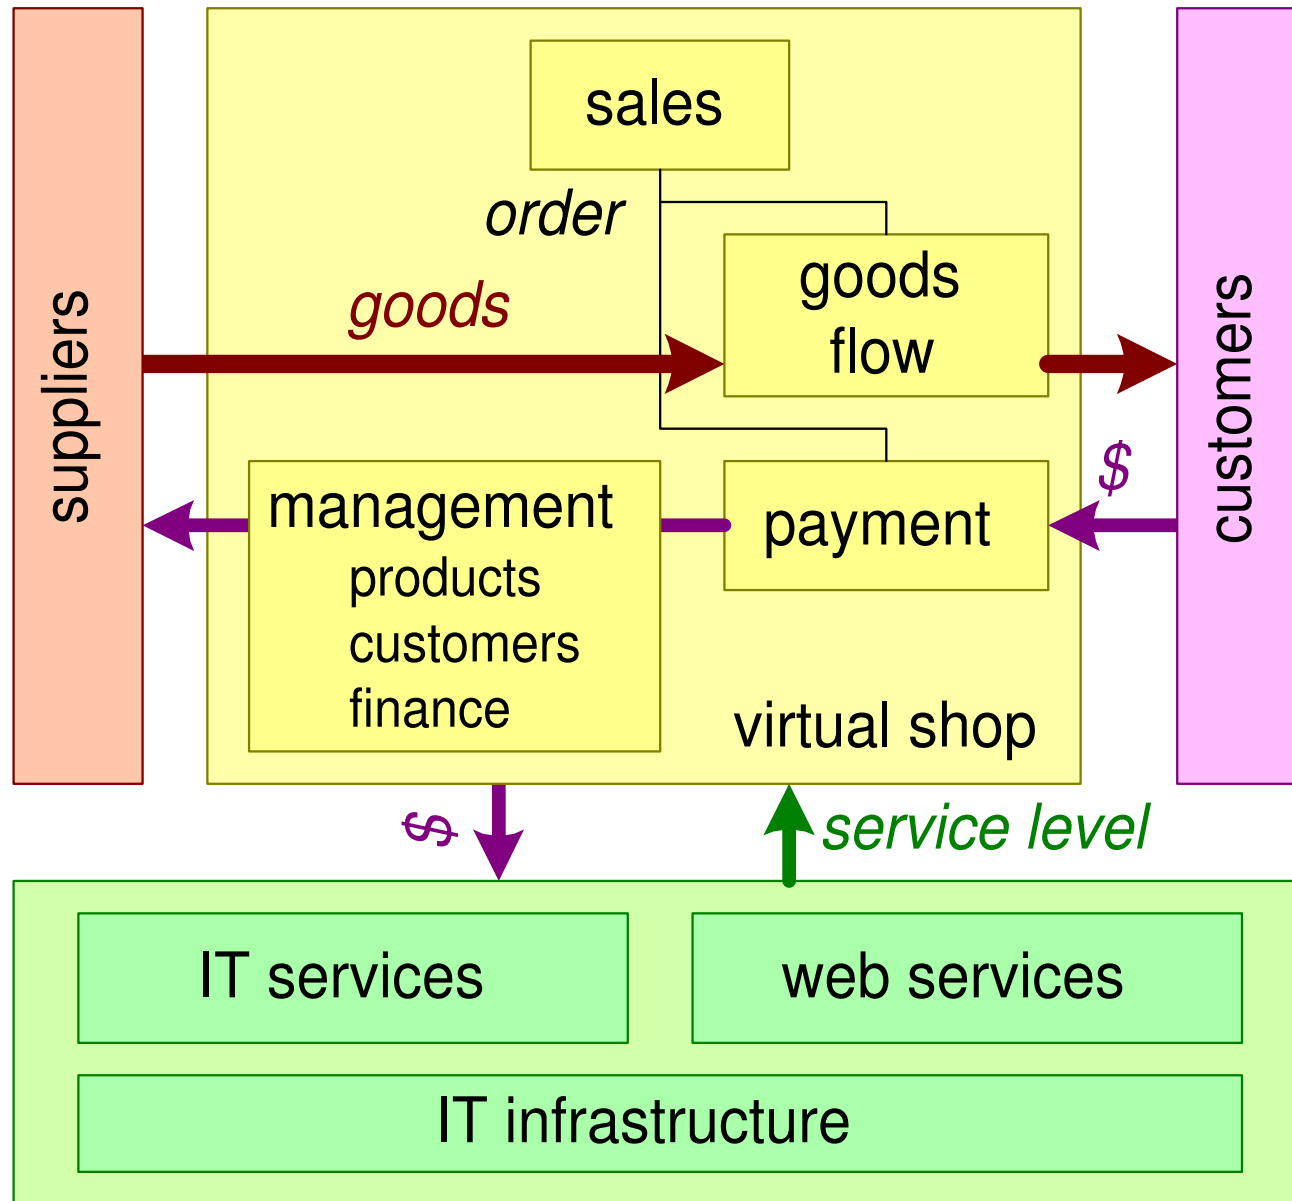 sales
order
goods
flow
goods
suppliers
customers
$
management
products
customers
finance
payment
virtual shop
$
service level
IT services
web services
IT infrastructure